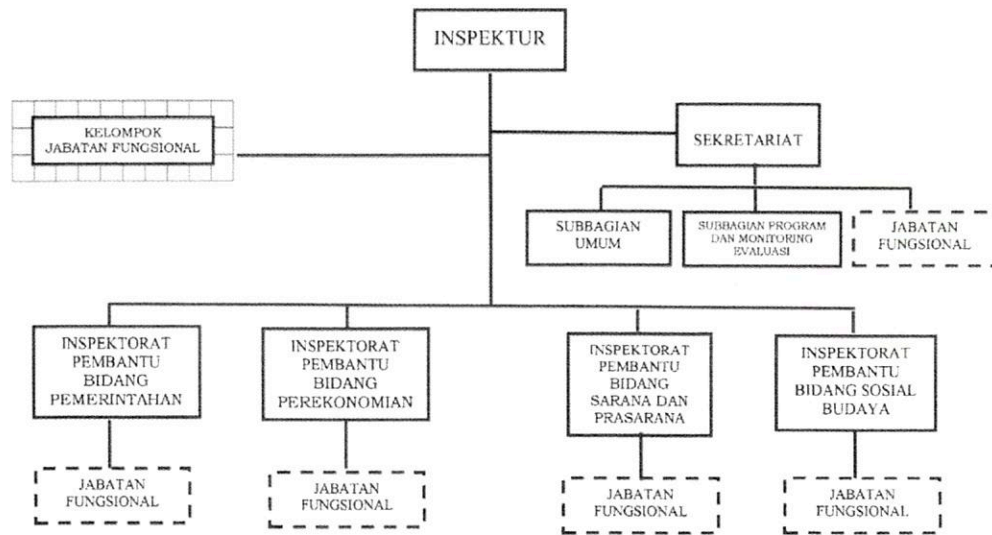 INSPEKTUR
KELOMPOK
JABATAN FUNGSIONAL
SEKRETARIAT
SUBBAGIAN
UMUM
SUBBAGIAN PROGRAM
DAN MONITORING
EVALUASI
JABATAN
FUNGSIONAL
INSPEKTORAT
PEMBANTU
BIDANG
PEMERINTAHAN
INSPEKTORAT
PEMBANTU
BIDANG
PEREKONOMIAN
INSPEKTORAT
PEMBANTU
BIDANG
SARANA DAN
PRASARANA
INSPEKTORAT
PEMBANTU
BIDANG SOSIAL
BUDAYA
JABATAN
FUNGSIONAL
JABATAN
FUNGSIONAL
JABATAN
FUNGSIONAL
JABATAN
FUNGSIONAL